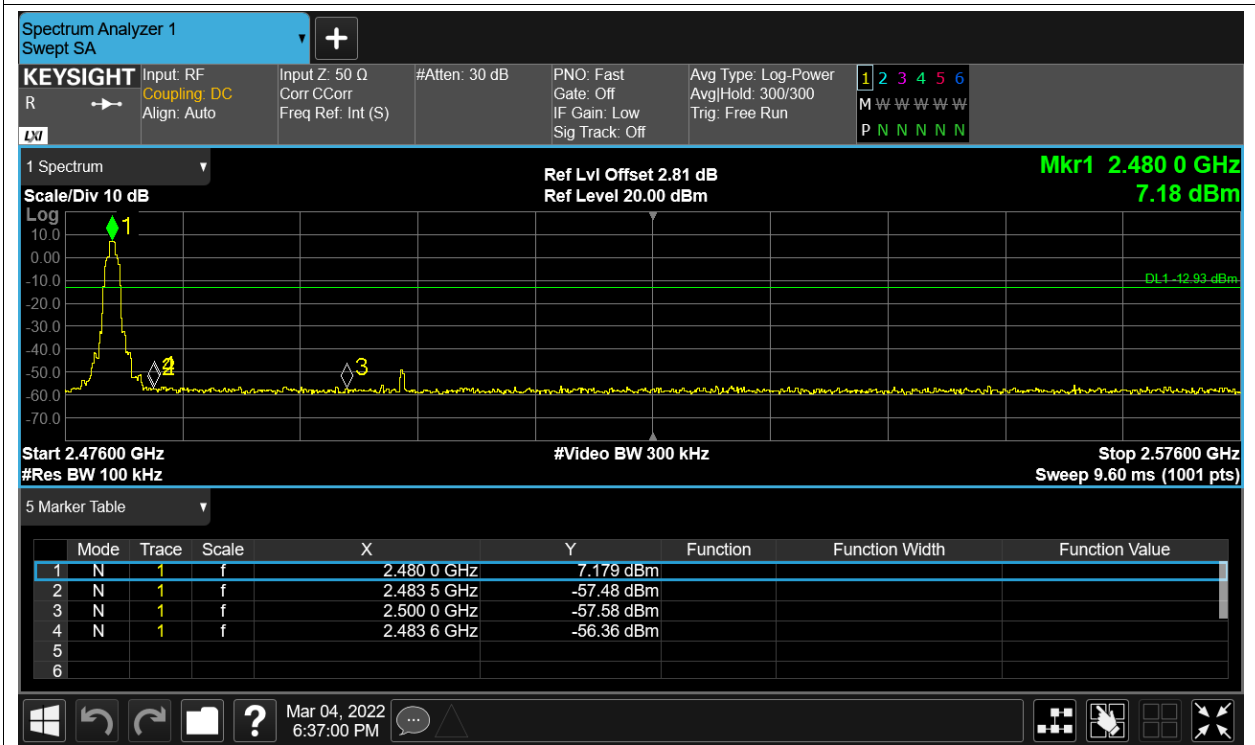 Spectrum Analyzer 1
Swept SA
+
KEYSIGHT Input: RF Input Z: 50 Ω #Atten: 30 dB PNO: Fast Avg Type: Log-Power 1 2 3 4 5 6
R Coupling: DC Corr CCorr Gate: Off Avg|Hold: 300/300 M W W W W W
Align: Auto Freq Ref: Int (S) IF Gain: Low Trig: Free Run
LXI Sig Track: Off P N N N N N
1 Spectrum Ref Lvl Offset 2.81 dB Mkr1 2.480 0 GHz
Scale/Div 10 dB Ref Level 20.00 dBm 7.18 dBm
Log
1
10.0
0.00
-10.0 DL1 -12.93 dBm
-20.0
-30.0
-40.0
-50.0 3
-60.0
-70.0
Start 2.47600 GHz #Video BW 300 kHz Stop 2.57600 GHz
#Res BW 100 kHz Sweep 9.60 ms (1001 pts)
5 Marker Table
Mode Trace Scale X Y Function Function Width Function Value
1 N 1 f 2.480 0 GHz 7.179 dBm
2 N 1 f 2.483 5 GHz -57.48 dBm
3 N 1 f 2.500 0 GHz -57.58 dBm
4 N 1 f 2.483 6 GHz -56.36 dBm
5
6
? Mar 04, 2022
6:37:00 PM